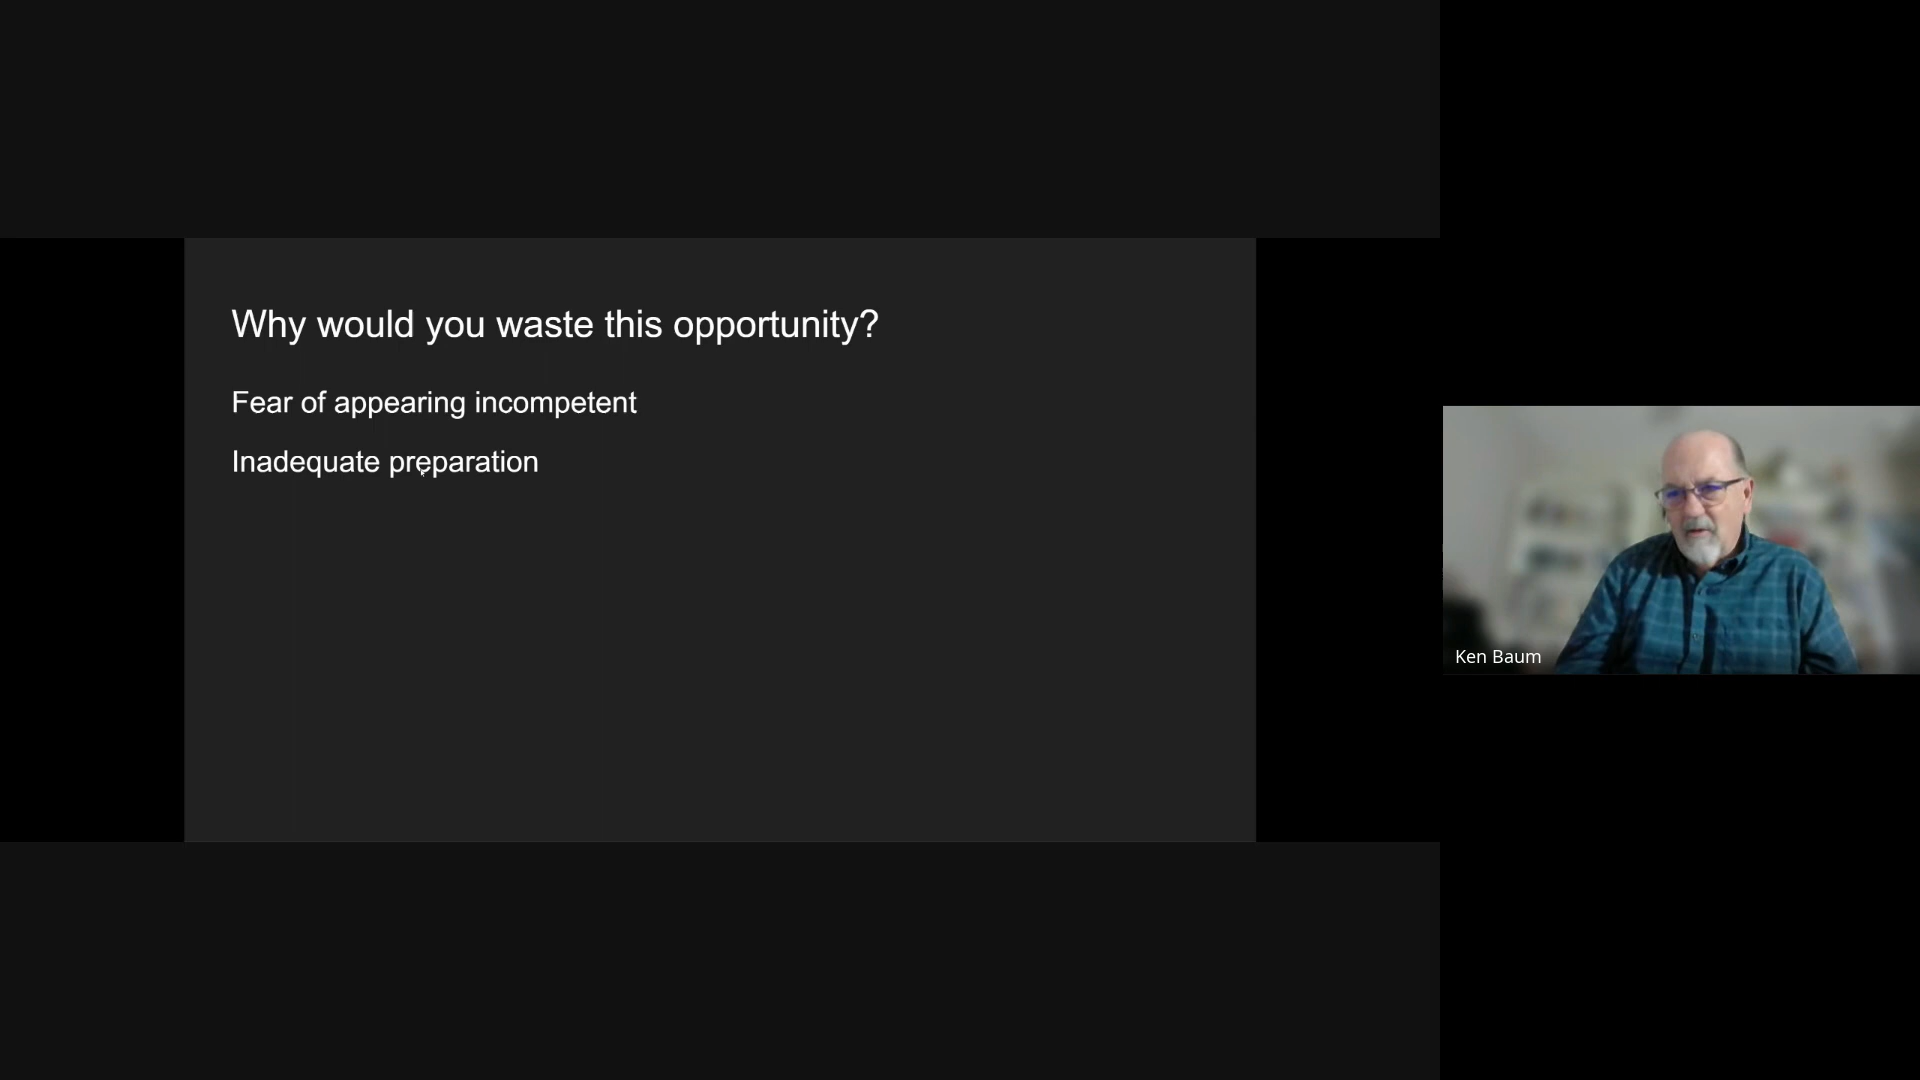 Why would you waste this opportunity?
Fear of appearing incompetent
Inadequate preparation
Ken Baum